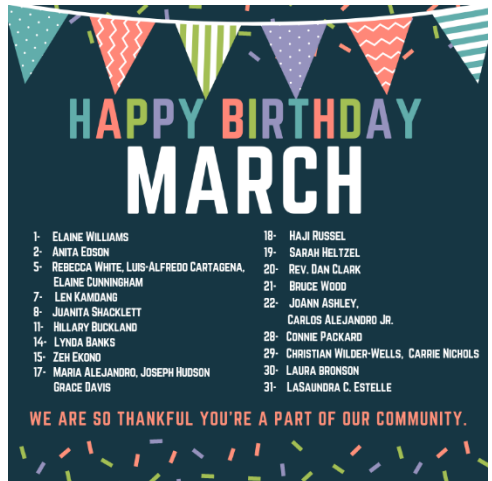 HAPPY BIRTHDAY
MARCH
1- ELAINE WILLIAMS
2- ANITA EDSON
5- REBECCA WHITE, LUIS-ALFREDO CARTAGENA,
ELAINE CUNNINGHAM
7- LEN KAMDANG
8- JUANITA SHACKLETT
11- HILLARY BUCKLAND
14- LYNDA BANKS
15- ZEH EKONO
17- MARIA ALEJANDRO, JOSEPH HUDSON
GRACE DAVIS
18- HAJI RUSSEL
19- SARAH HELTZEL
20- REV. DAN CLARK
21- BRUCE WOOD
22- JOANN ASHLEY,
CARLOS ALEJANDRO JR.
28- CONNIE PACKARD
29- CHRISTIAN WILDER-WELLS, CARRIE NICHOLS
30- LAURA BRONSON
31- LASAUNDRA C. ESTELLE
WE ARE SO THANKFUL YOU'RE A PART OF OUR COMMUNITY.